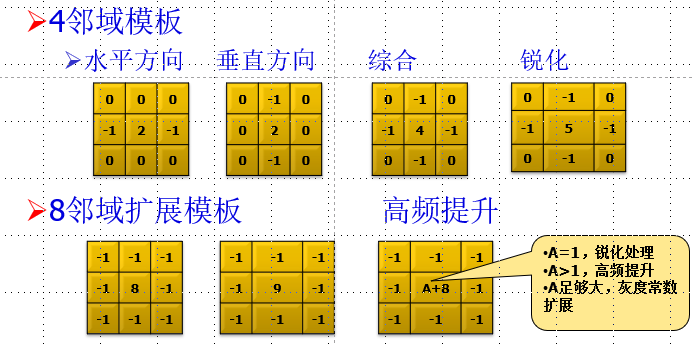 4邻域模板
水平方向 垂直方向 综合 锐化
0 0 0 0 -1 0 0 -1 0 0 -1 0
-1 2 -1 0 2 0 -1 4 -1 -1 5 -1
0 0 0 0 -1 0 0 -1 0 0 -1 0
8邻域扩展模板 高频提升
-1 -1 -1 -1 -1 -1 -1 -1 -1
-1 8 -1 -1 9 -1 -1 A+8 -1
-1 -1 -1 -1 -1 -1 -1 -1 -1
•A=1，锐化处理
•A>1，高频提升
•A足够大，灰度常数
扩展